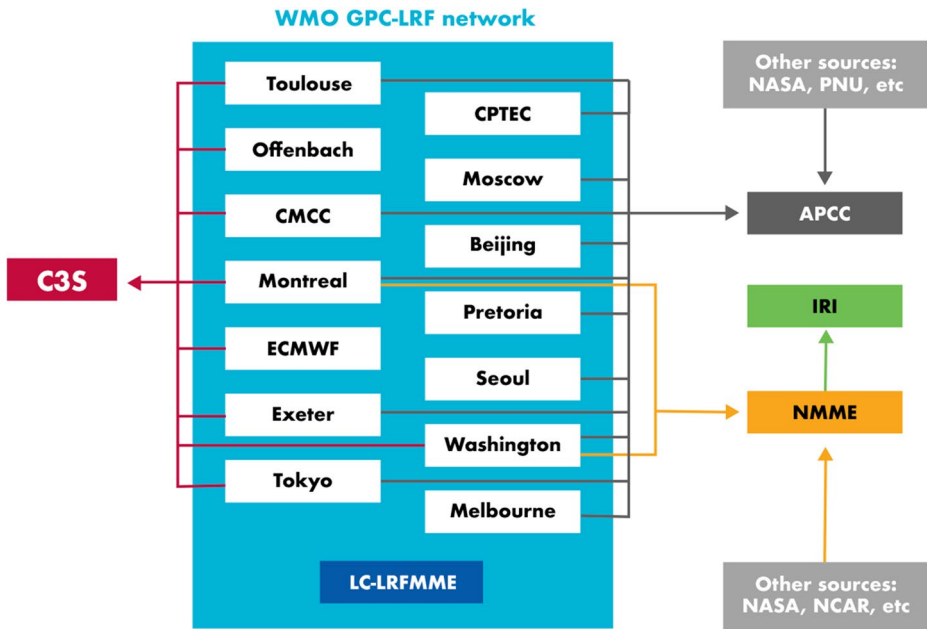 WMO GPC-LRF network
Toulouse
Offenbach
CMCC
Montreal
ECMWF
Exeter
Tokyo
CPTEC
Moscow
Beijing
Pretoria
Seoul
Washington
Melbourne
LC-LRFMME
C3S
Other sources:
NASA, PNU, etc
APCC
IRI
NMME
Other sources:
NASA, NCAR, etc